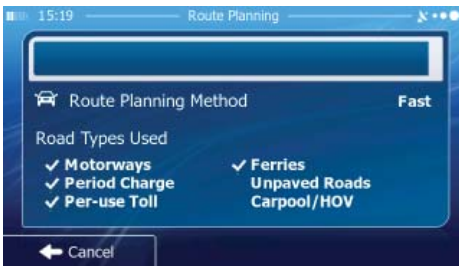 15:19 Route Planning
Route Planning Method Fast
Road Types Used
✓ Motorways ✓ Ferries
✓ Period Charge Unpaved Roads
✓ Per-use Toll Carpool/HOV
Cancel